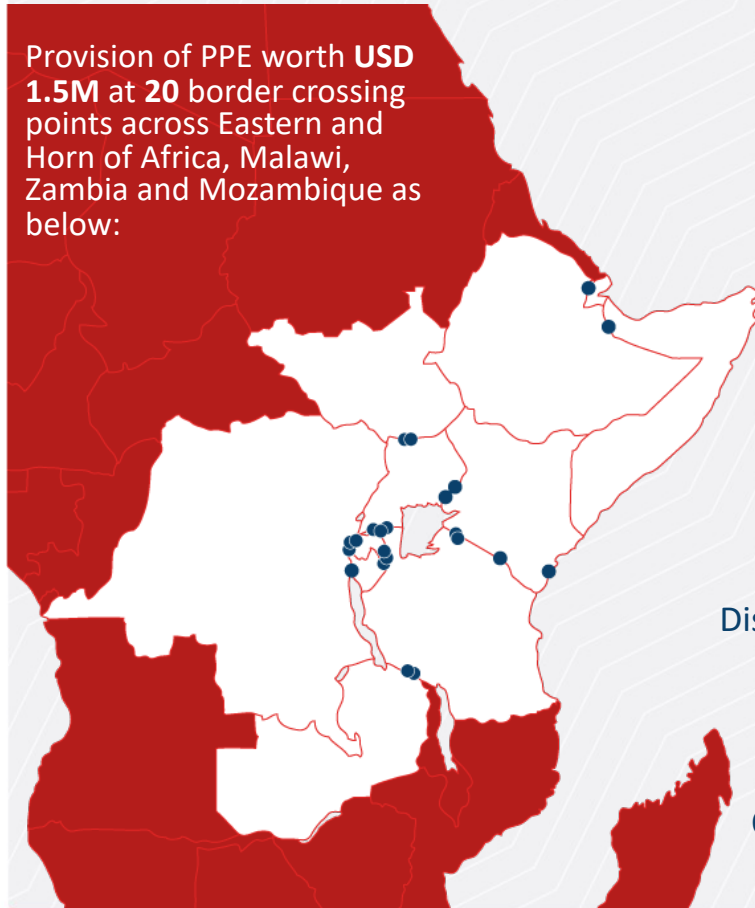 Provision of PPE worth USD
1.5M at 20 border crossing
points across Eastern and
Horn of Africa, Malawi,
Zambia and Mozambique as
below: